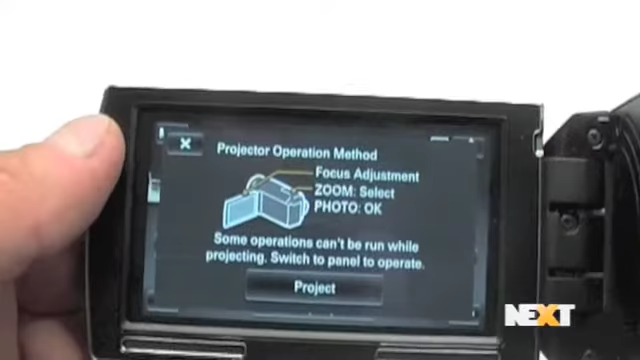 Projector Operation Method
Focus Adjustment
ZOOM: Select
PHOTO: OK
Some operations can't be run while
projecting. Switch to panel to operate.
Project
NEXT